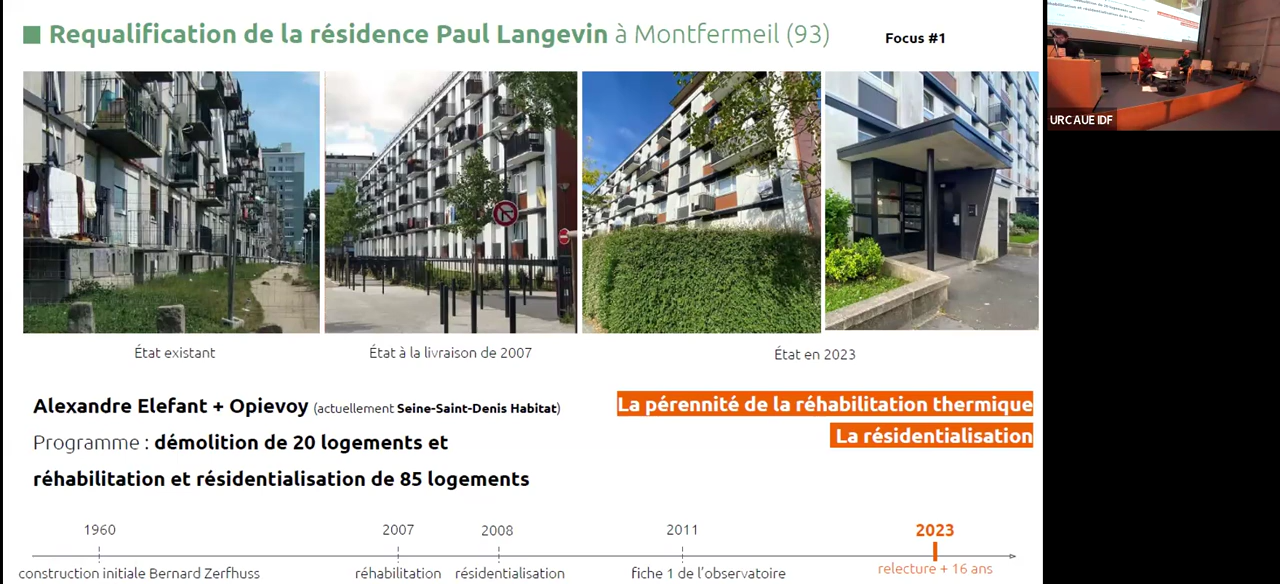 Requalification de la résidence Paul Langevin à Montfermeil (93)
Focus #1
URCAUE IDF
État existant
État à la livraison de 2007
État en 2023
Alexandre Elefant + Opievoy (actuellement Seine-Saint-Denis Habitat)
La pérennité de la réhabilitation thermique
La résidentialisation
Programme : démolition de 20 logements et
réhabilitation et résidentialisation de 85 logements
1960
2007
2008
2011
2023
construction initiale Bernard Zerfhuss
réhabilitation
résidentialisation
fiche 1 de l'observatoire
relecture + 16 ans